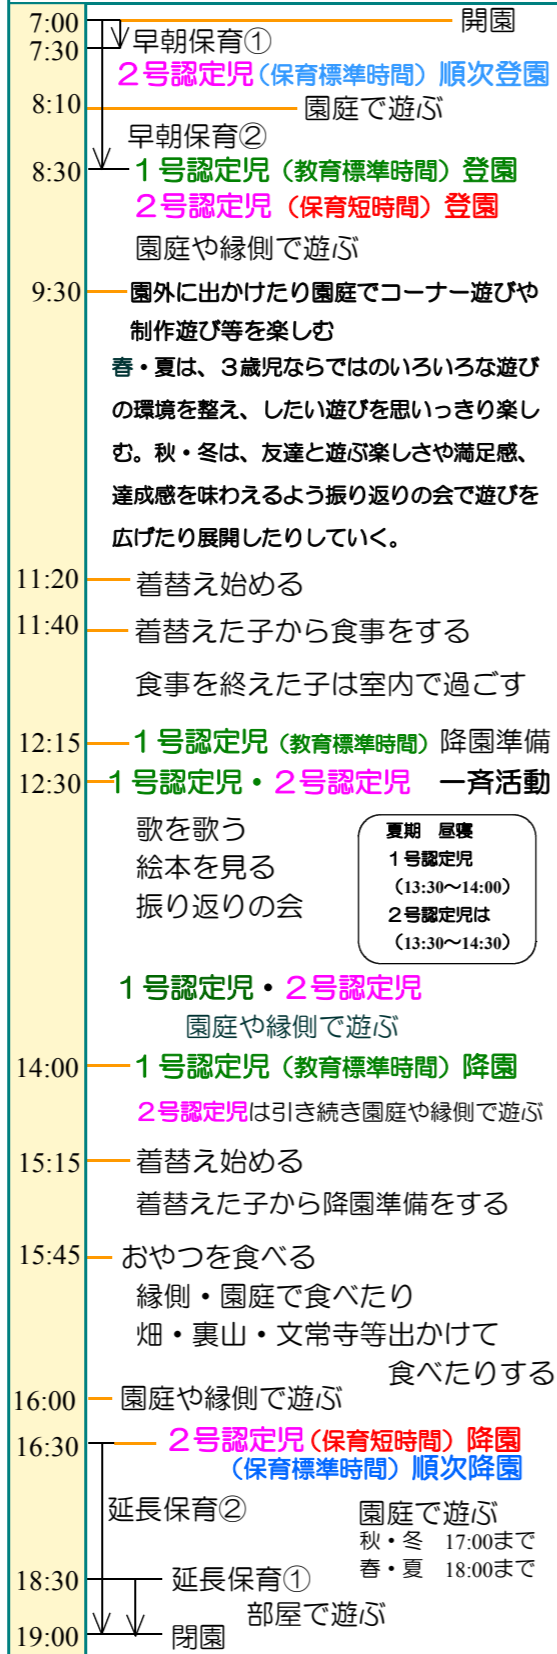 7:00 開園
7:30 早朝保育①
２号認定児（保育標準時間）順次登園
8:10 園庭で遊ぶ
早朝保育②
8:30 １号認定児（教育標準時間）登園
２号認定児（保育短時間）登園
園庭や縁側で遊ぶ
9:30 園外に出かけたり園庭でコーナー遊びや
制作遊び等を楽しむ
春・夏は、３歳児ならではのいろいろな遊び
の環境を整え、したい遊びを思いっきり楽し
む。秋・冬は、友達と遊ぶ楽しさや満足感、
達成感を味わえるよう振り返りの会で遊びを
広げたり展開したりしていく。
11:20 着替え始める
11:40 着替えた子から食事をする
食事を終えた子は室内で過ごす
12:15 １号認定児（教育標準時間）降園準備
12:30 １号認定児・２号認定児　一斉活動
歌を歌う
絵本を見る
振り返りの会
夏期　昼寝
１号認定児
（13:30～14:00）
２号認定児は
（13:30～14:30）
１号認定児・２号認定児
園庭や縁側で遊ぶ
14:00 １号認定児（教育標準時間）降園
２号認定児は引き続き園庭や縁側で遊ぶ
15:15 着替え始める
着替えた子から降園準備をする
15:45 おやつを食べる
縁側・園庭で食べたり
畑・裏山・文常寺等出かけて
食べたりする
16:00 園庭や縁側で遊ぶ
16:30 ２号認定児（保育短時間）降園
（保育標準時間）順次降園
延長保育②
園庭で遊ぶ
秋・冬　17:00まで
春・夏　18:00まで
18:30 延長保育①
部屋で遊ぶ
19:00 閉園